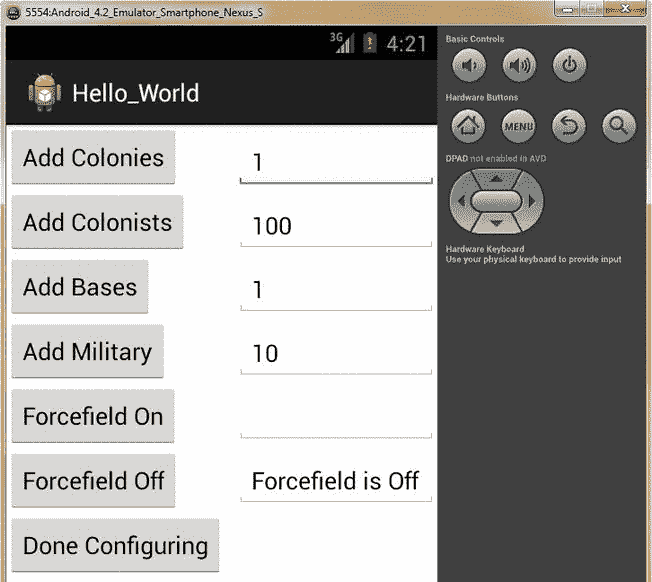 5554:Android_4.2_Emulator_Smartphone_Nexus_S
3G 4:21
Hello_World
Add Colonies 1
Add Colonists 100
Add Bases 1
Add Military 10
Forcefield On
Forcefield Off Forcefield is Off
Done Configuring
Basic Controls
Hardware Buttons
MENU
DPAD not enabled in AVD
Hardware Keyboard
Use your physical keyboard to provide input